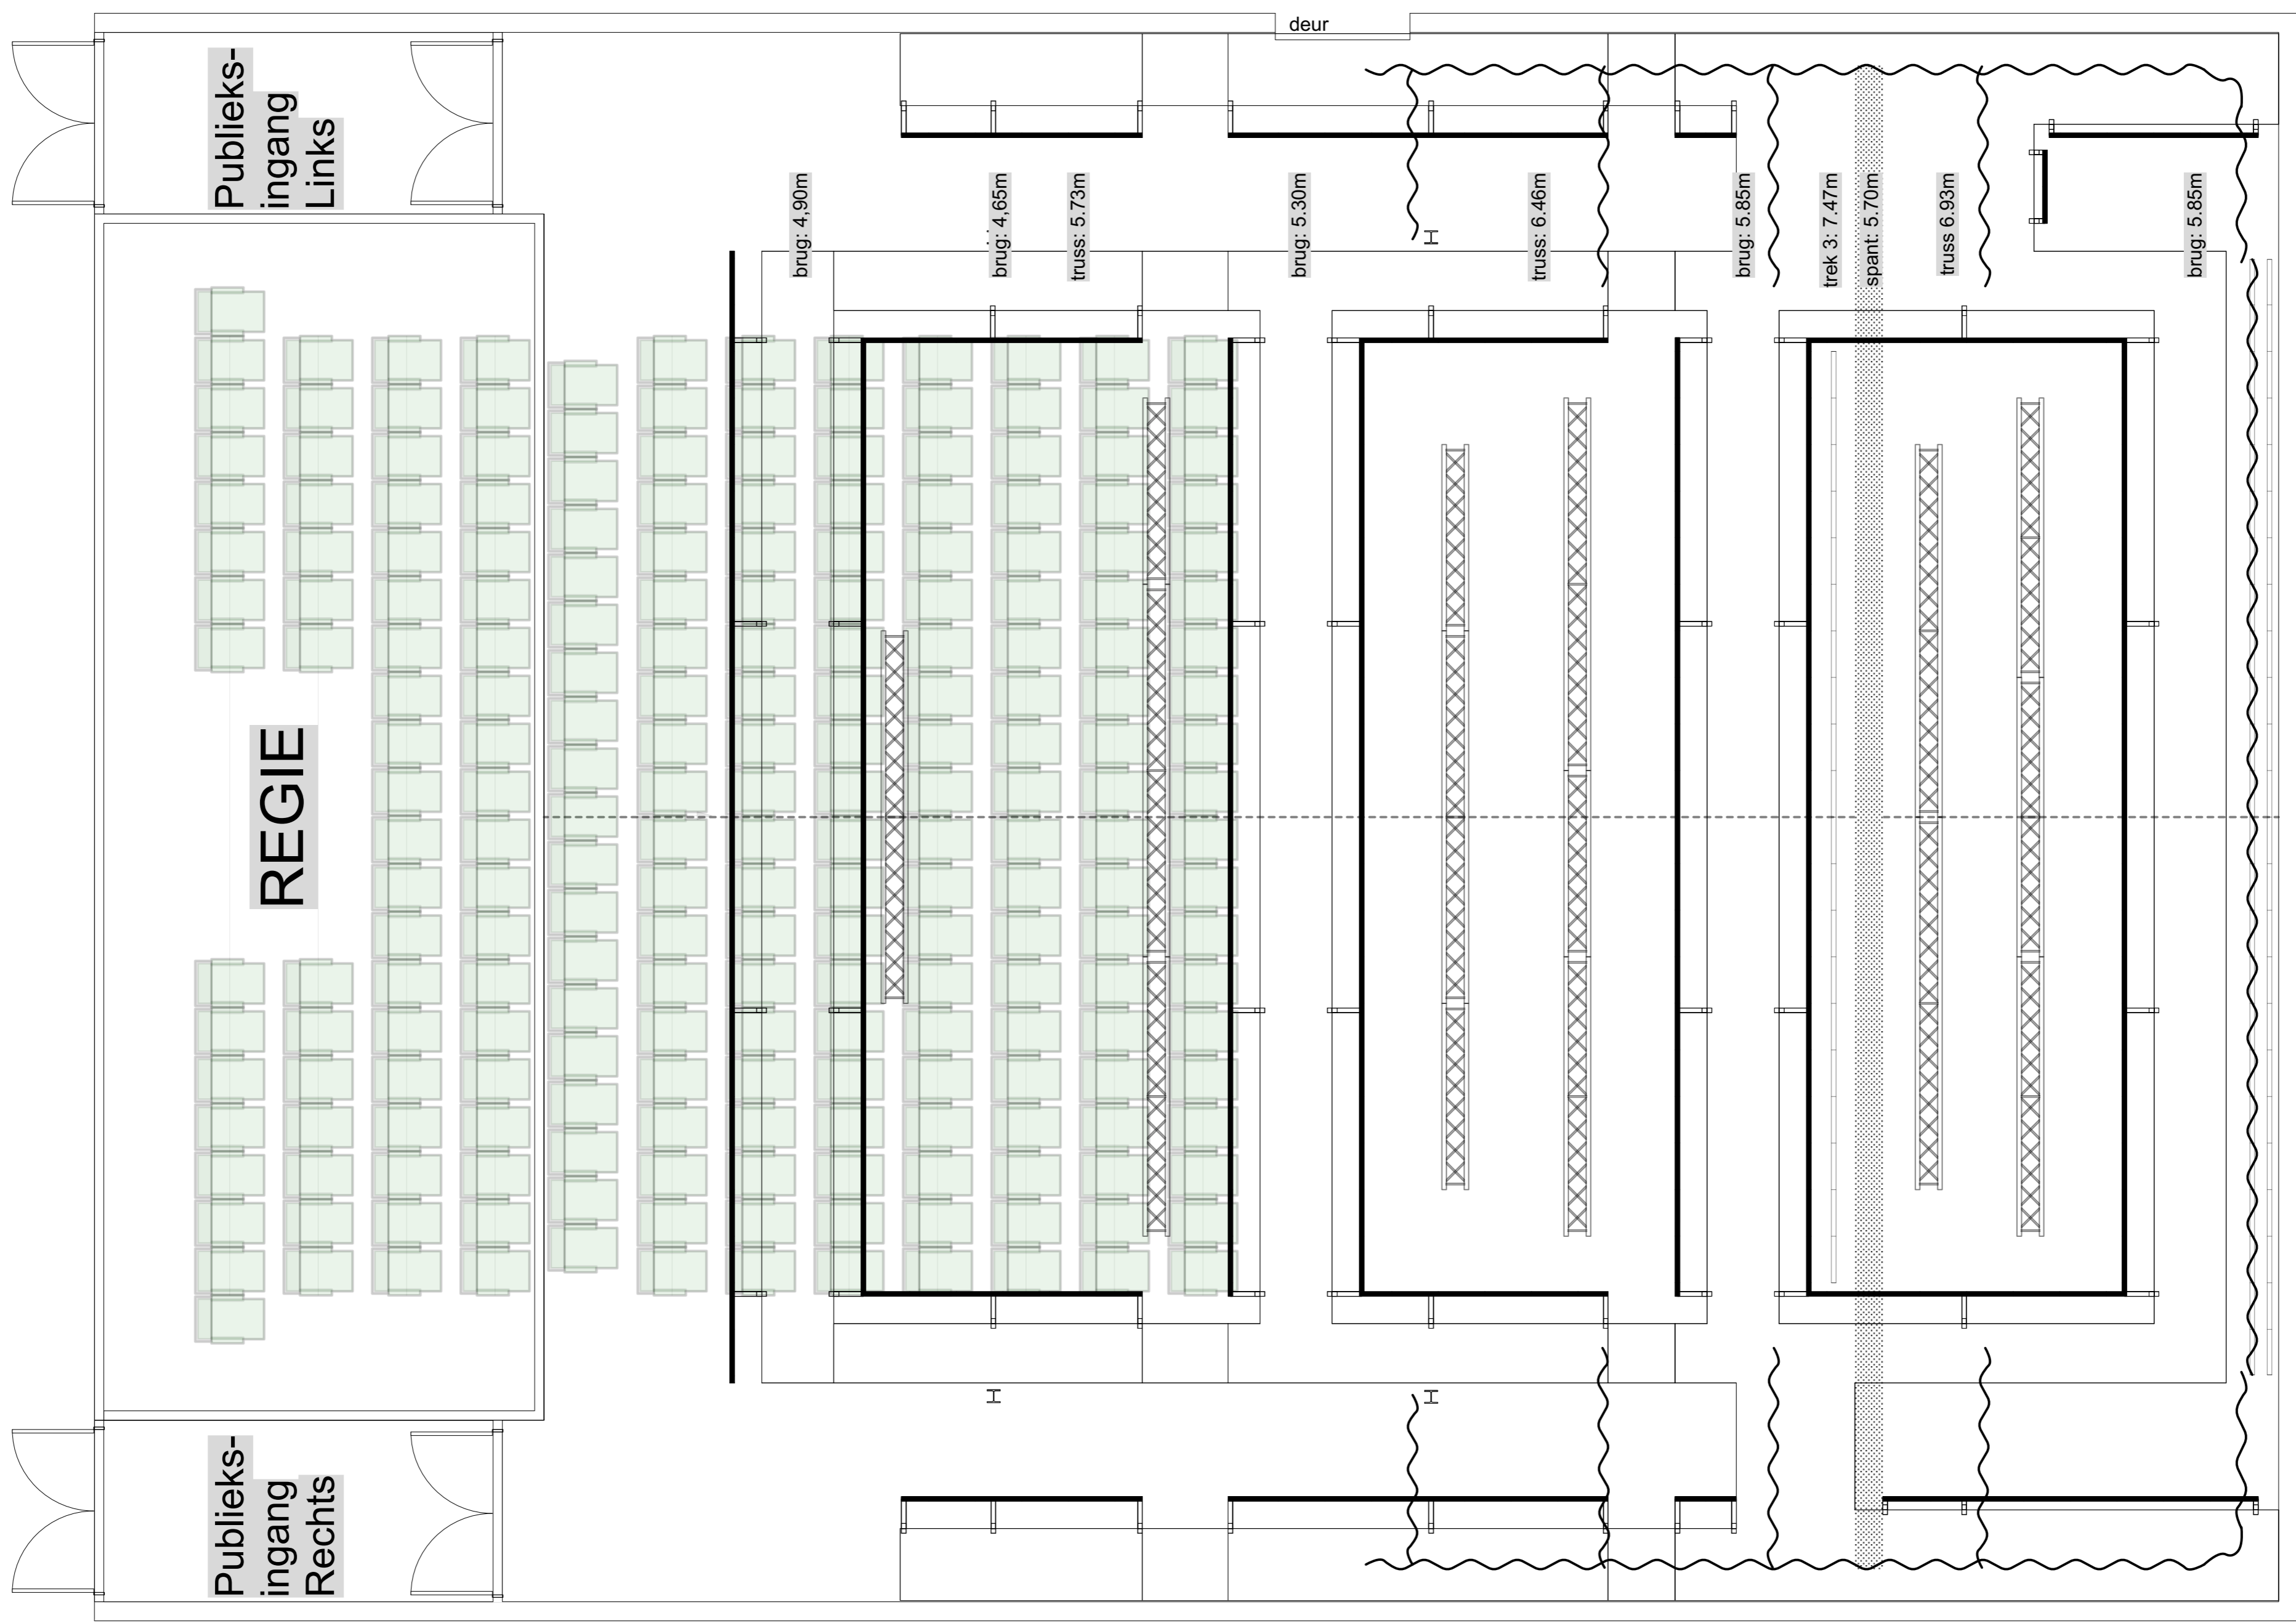 deur
Publieks-
ingang
Links
brug: 4,90m
brug: 4,65m
truss: 5.73m
brug: 5.30m
truss: 6.46m
brug: 5.85m
trek 3: 7.47m
spant: 5.70m
truss 6.93m
brug: 5.85m
REGIE
Publieks-
ingang
Rechts